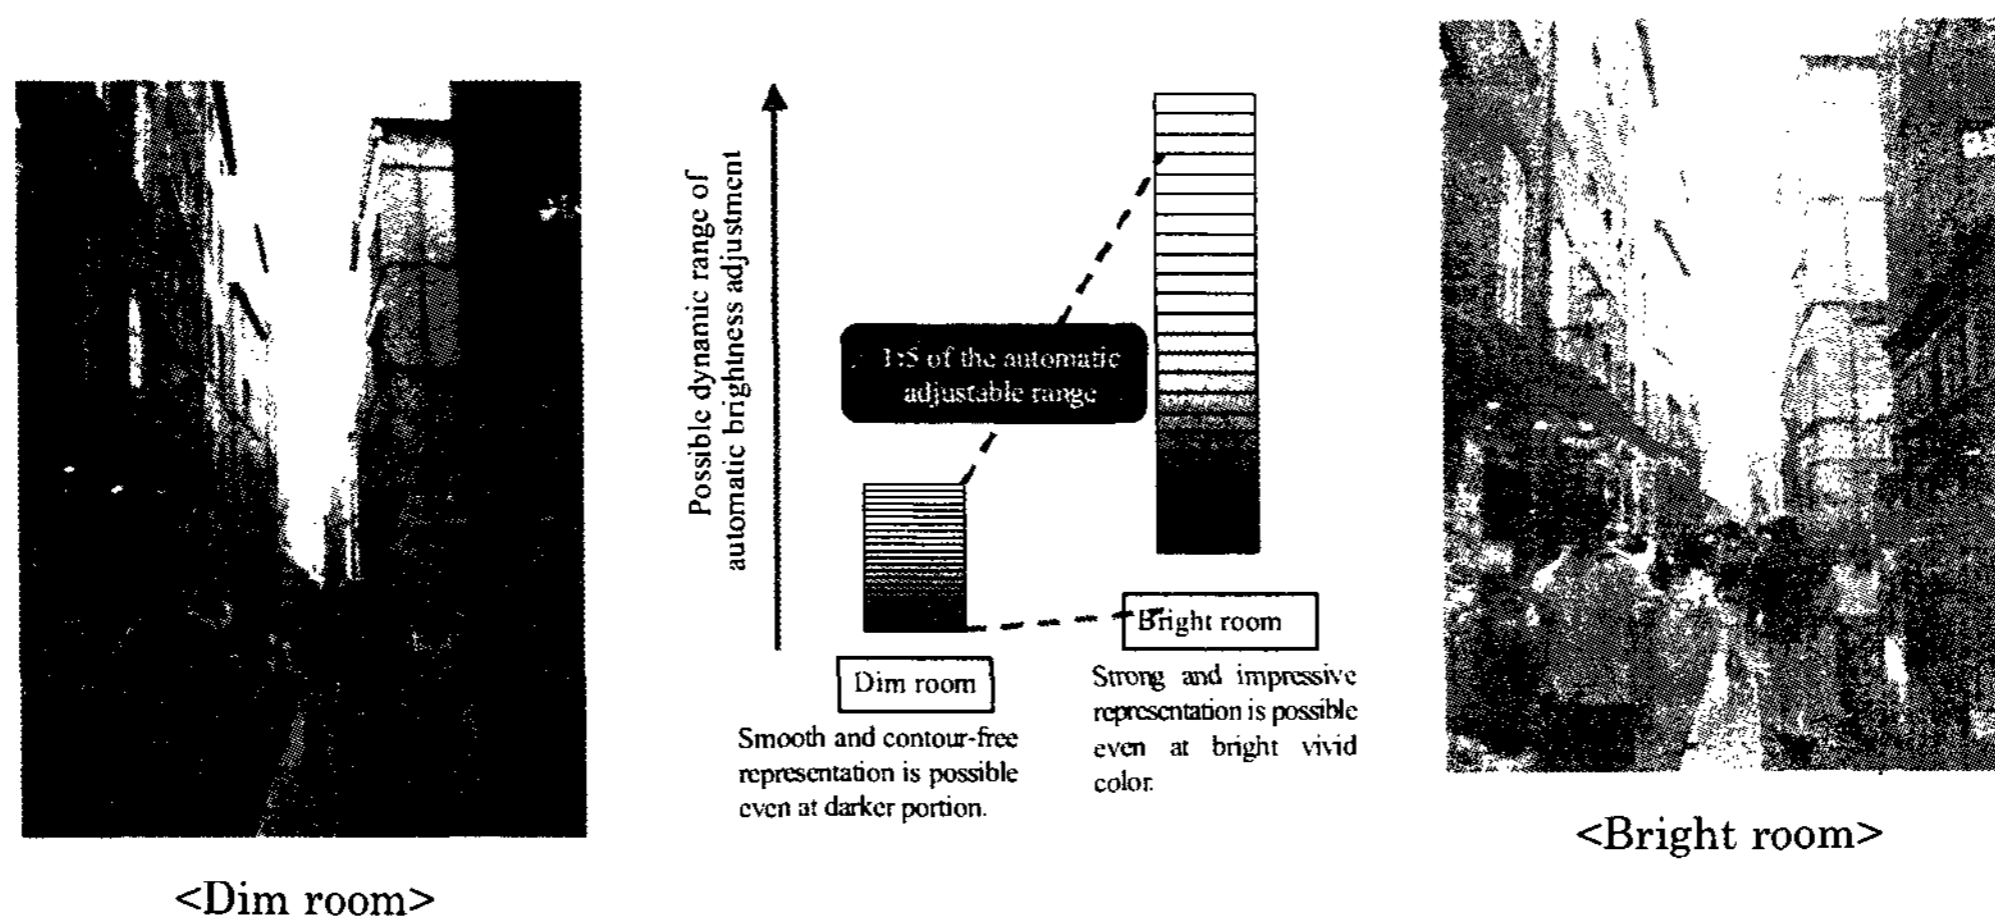 Possible dynamic range of
automatic brightness adjustment
1:5 of the automatic
adjustable range
Bright room
Dim room
Strong and impressive
representation is possible
even at bright vivid
color.
Smooth and contour-free
representation is possible
even at darker portion.
<Bright room>
<Dim room>